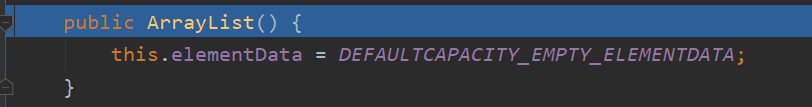 public ArrayList() {
this.elementData = DEFAULTCAPACITY_EMPTY_ELEMENTDATA;
}